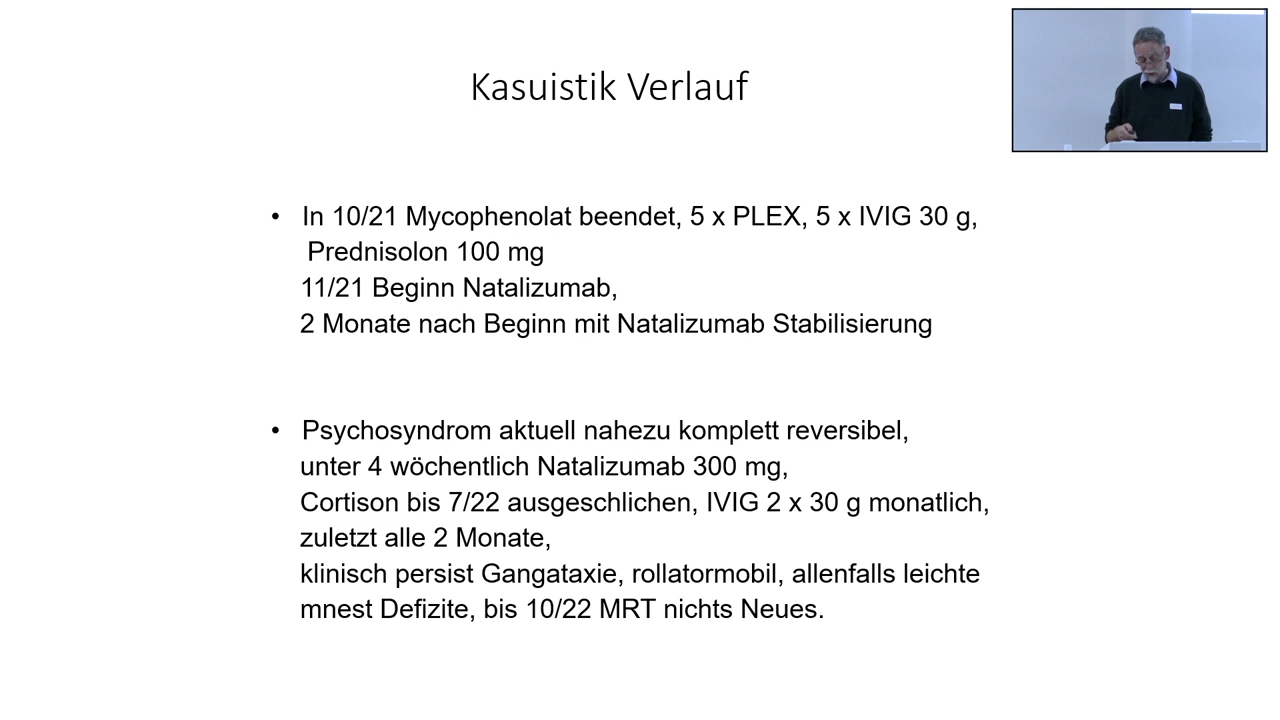 Kasuistik Verlauf
• In 10/21 Mycophenolat beendet, 5 x PLEX, 5 x IVIG 30 g,
Prednisolon 100 mg
11/21 Beginn Natalizumab,
2 Monate nach Beginn mit Natalizumab Stabilisierung
• Psychosyndrom aktuell nahezu komplett reversibel,
unter 4 wöchentlich Natalizumab 300 mg,
Cortison bis 7/22 ausgeschlichen, IVIG 2 x 30 g monatlich,
zuletzt alle 2 Monate,
klinisch persist Gangataxie, rollatormobil, allenfalls leichte
mnest Defizite, bis 10/22 MRT nichts Neues.